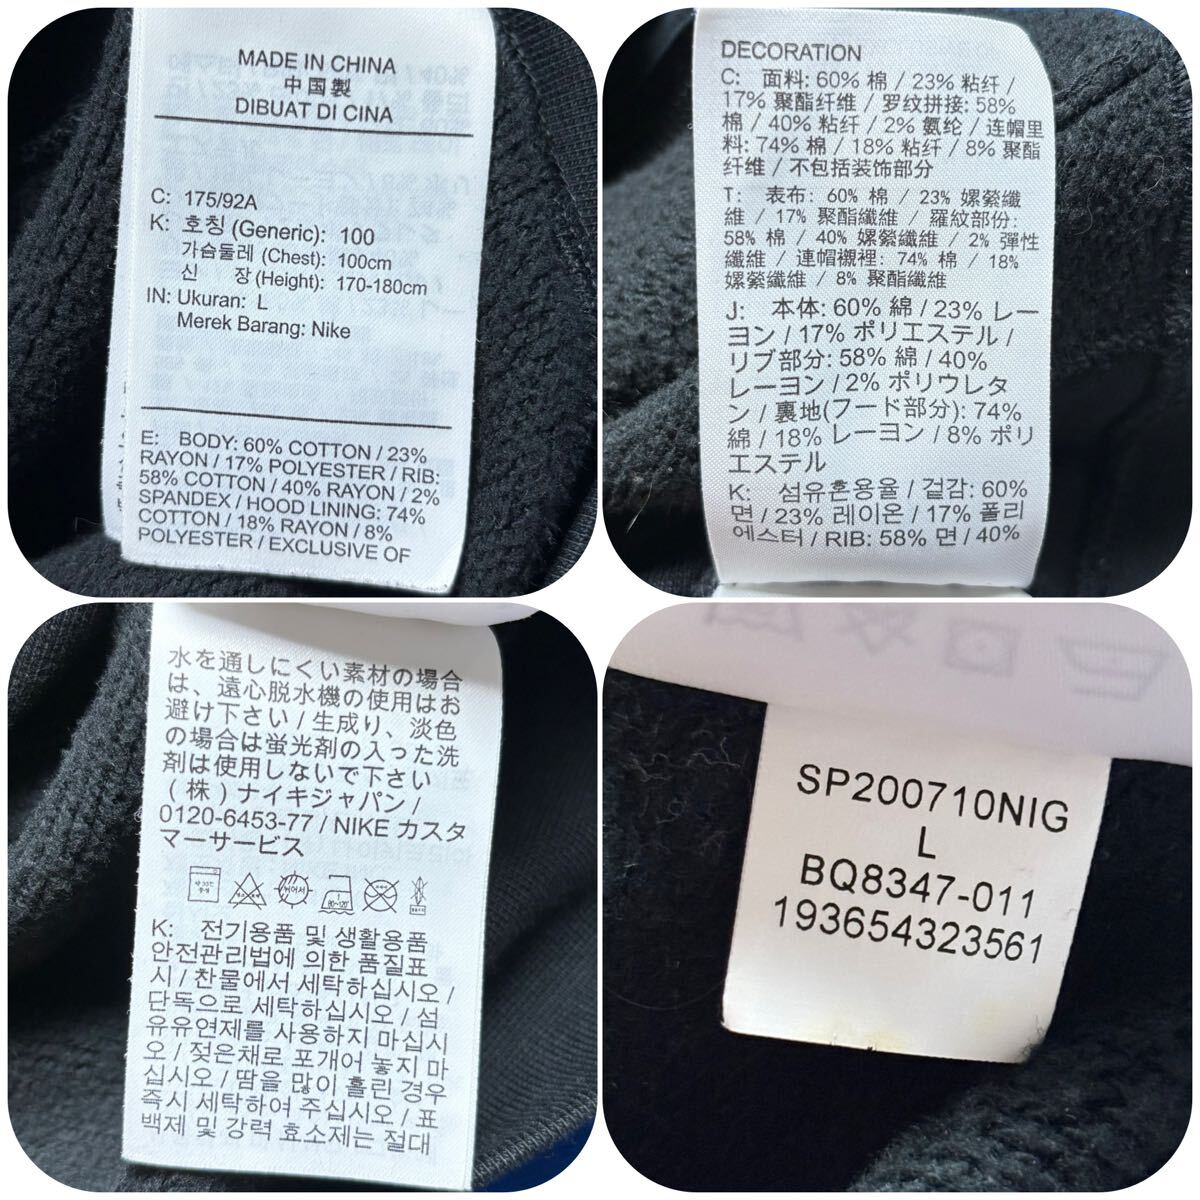 MADE IN CHINA
中国製
DIBUAT DI CINA
C: 175/92A
K: 호칭 (Generic): 100
가슴둘레 (Chest): 100cm
신 장 (Height): 170-180cm
IN: Ukuran: L
Merek Barang: Nike
E: BODY: 60% COTTON / 23%
RAYON / 17% POLYESTER / RIB:
58% COTTON / 40% RAYON / 2%
SPANDEX / HOOD LINING: 74%
COTTON / 18% RAYON / 8%
POLYESTER / EXCLUSIVE OF
DECORATION
C: 面料: 60% 棉 / 23% 粘纤 /
17% 聚酯纤维 / 罗纹拼接: 58%
棉 / 40% 粘纤 / 2% 氨纶 / 连帽里
料: 74% 棉 / 18% 粘纤 / 8% 聚酯
纤维 / 不包括装饰部分
T: 表布: 60% 棉 / 23% 嫘縈纖
維 / 17% 聚酯纖維 / 羅紋部份:
58% 棉 / 40% 嫘縈纖維 / 2% 彈性
纖維 / 連帽襯裡: 74% 棉 / 18%
嫘縈纖維 / 8% 聚酯纖維
J: 本体: 60% 綿 / 23% レー
ヨン / 17% ポリエステル /
リブ部分: 58% 綿 / 40%
レーヨン / 2% ポリウレタ
ン / 裏地(フード部分): 74%
綿 / 18% レーヨン / 8% ポリ
エステル
K: 섬유혼용율 / 겉감: 60%
면 / 23% 레이온 / 17% 폴리
에스터 / RIB: 58% 면 / 40%
水を通しにくい素材の場合
は、遠心脱水機の使用はお
避け下さい / 生成り、淡色
の場合は蛍光剤の入った洗
剤は使用しないで下さい
(株)ナイキジャパン /
0120-6453-77 / NIKE カスタ
マーサービス
K: 전기용품 및 생활용품
안전관리법에 의한 품질표
시 / 찬물에서 세탁하십시오 /
단독으로 세탁하십시오 / 섬
유유연제를 사용하지 마십시
오 / 젖은채로 포개어 놓지 마
십시오 / 땀을 많이 흘린 경우
즉시 세탁하여 주십시오 / 표
백제 및 강력 효소제는 절대
SP200710NIG
L
BQ8347-011
193654323561